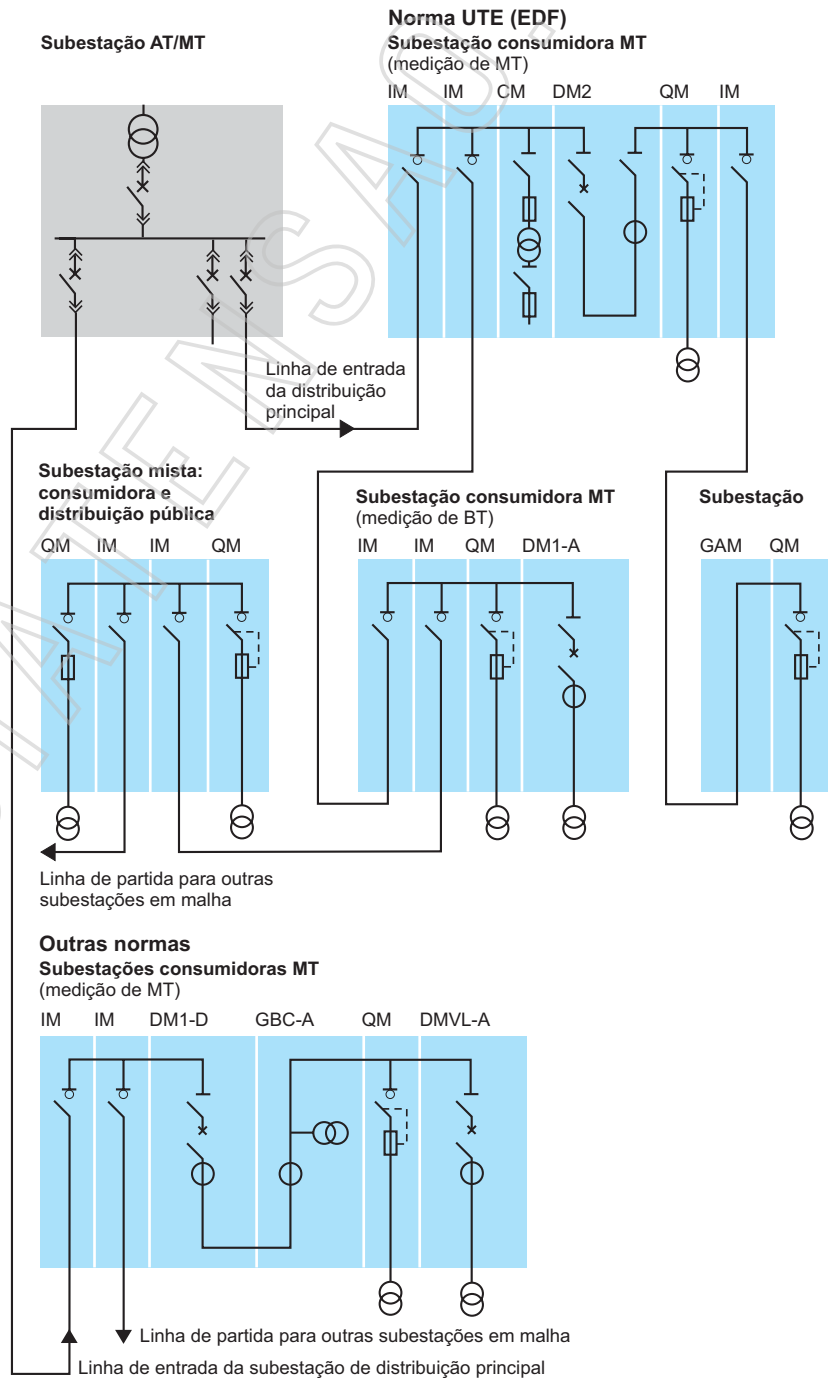 Norma UTE (EDF)
Subestação AT/MT
Subestação consumidora MT
(medição de MT)
IM IM CM DM2 QM IM
Linha de entrada
da distribuição
principal
Subestação mista:
consumidora e
distribuição pública
QM IM IM QM
Subestação consumidora MT
(medição de BT)
IM IM QM DM1-A
Subestação
GAM QM
Linha de partida para outras
subestações em malha
Outras normas
Subestações consumidoras MT
(medição de MT)
IM IM DM1-D GBC-A QM DMVL-A
Linha de partida para outras subestações em malha
Linha de entrada da subestação de distribuição principal
TA TENSAO.